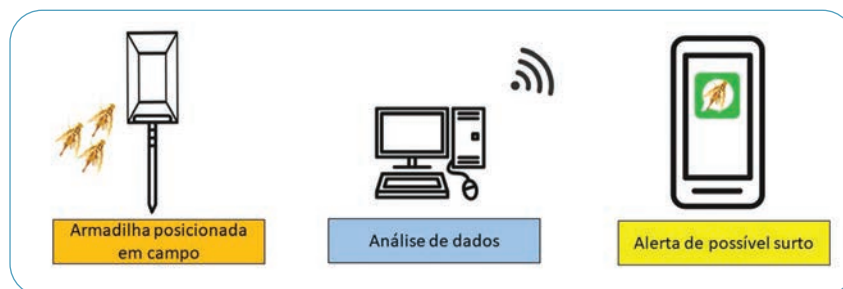 Armadilha posicionada
em campo
Análise de dados
Alerta de possível surto